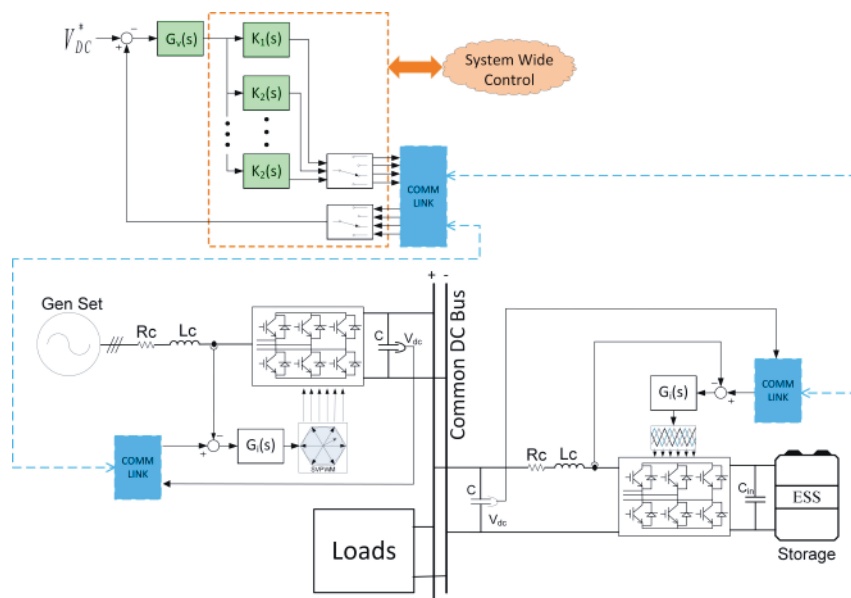 V*DC
−
+
Gv(s)
K1(s)
K2(s)
K2(s)
System Wide
Control
COMM
LINK
+ -
Gen Set
Rc Lc
C
Vdc
Common DC Bus
−
+
Gi(s)
SVPWM
COMM
LINK
−
+
COMM
LINK
Gi(s)
Rc Lc
C
Vdc
Cin
ESS
Storage
Loads